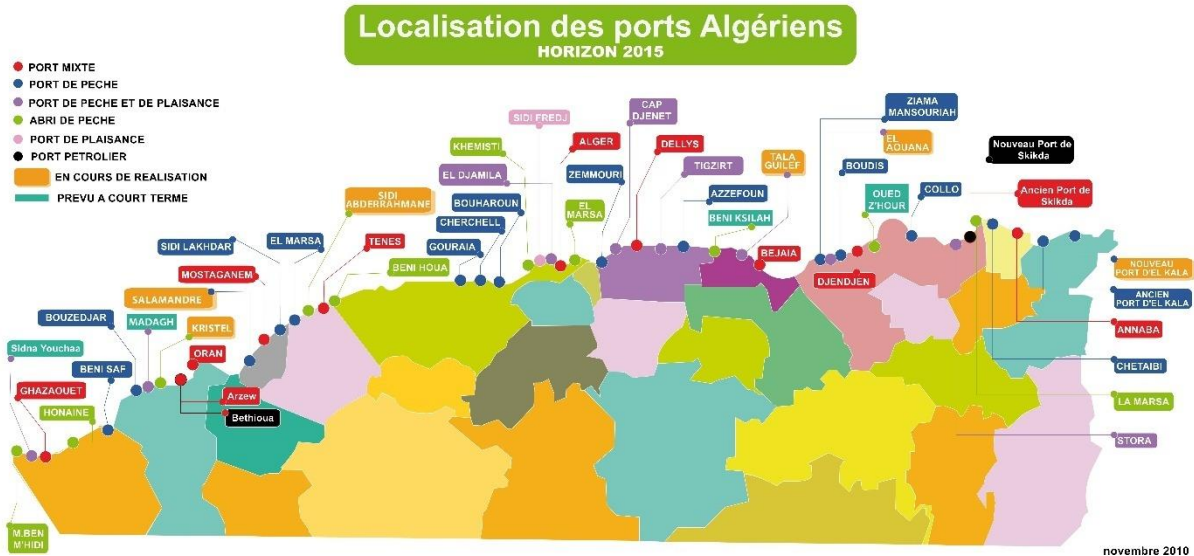 Localisation des ports Algériens
HORIZON 2015
PORT MIXTE
PORT DE PECHE
PORT DE PECHE ET DE PLAISANCE
ABRI DE PECHE
PORT DE PLAISANCE
PORT PETROLIER
EN COURS DE REALISATION
PREVU A COURT TERME
M.BEN
M'HIDI
Sidna Youchaa
GHAZAOUET
HONAINE
BENI SAF
BOUZEDJAR
MADAGH
KRISTEL
ORAN
Arzew
Bethioua
SALAMANDRE
MOSTAGANEM
SIDI LAKHDAR
EL MARSA
SIDI
ABDERRAHMANE
TENES
BENI HOUA
GOURAIA
CHERCHELL
BOUHAROUN
KHEMISTI
EL DJAMILA
SIDI FREDJ
ALGER
EL
MARSA
ZEMMOURI
CAP
DJENET
DELLYS
TIGZIRT
AZZEFOUN
BENI KSILAH
TALA
GUILEF
BEJAIA
ZIAMA
MANSOURIAH
EL
AOUANA
BOUDIS
DJENDJEN
OUED
Z'HOUR
COLLO
Nouveau Port de
Skikda
Ancien Port de
Skikda
NOUVEAU
PORT D'EL KALA
ANCIEN
PORT D'EL KALA
ANNABA
CHETAIBI
LA MARSA
STORA
novembre 2010